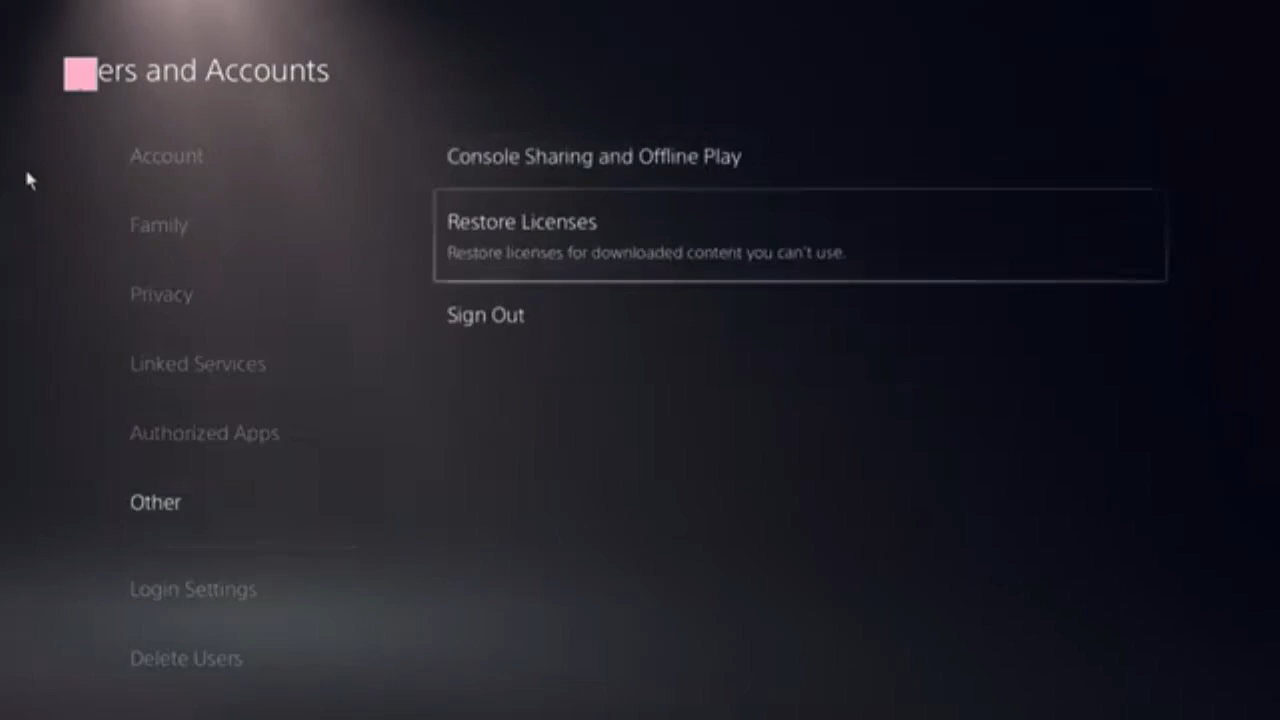 ers and Accounts
Account
Family
Privacy
Linked Services
Authorized Apps
Other
Login Settings
Delete Users
Console Sharing and Offline Play
Restore Licenses
Restore licenses for downloaded content you can't use.
Sign Out